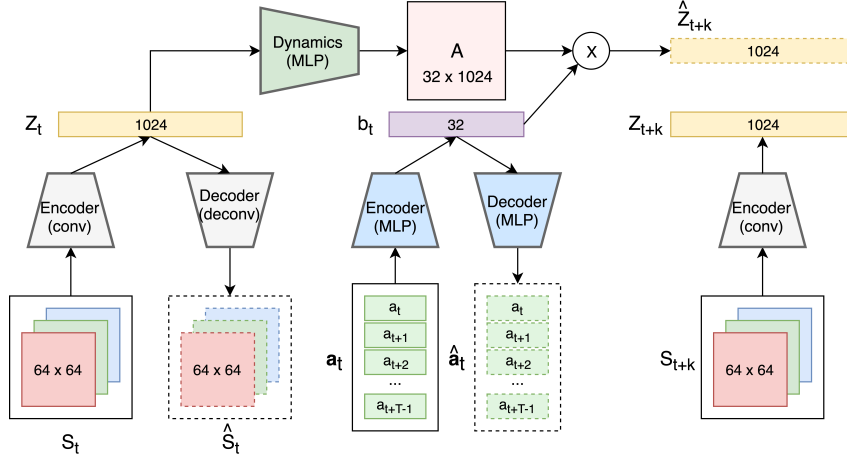 Dynamics
(MLP)
A
32 x 1024
X
Ẑt+k
1024
Zt
1024
bt
32
Zt+k
1024
Encoder
(conv)
Decoder
(deconv)
Encoder
(MLP)
Decoder
(MLP)
Encoder
(conv)
64 x 64
St
64 x 64
Ŝt
at
at
at+1
at+2
...
at+T-1
ât
at
at+1
at+2
...
at+T-1
St+k
64 x 64